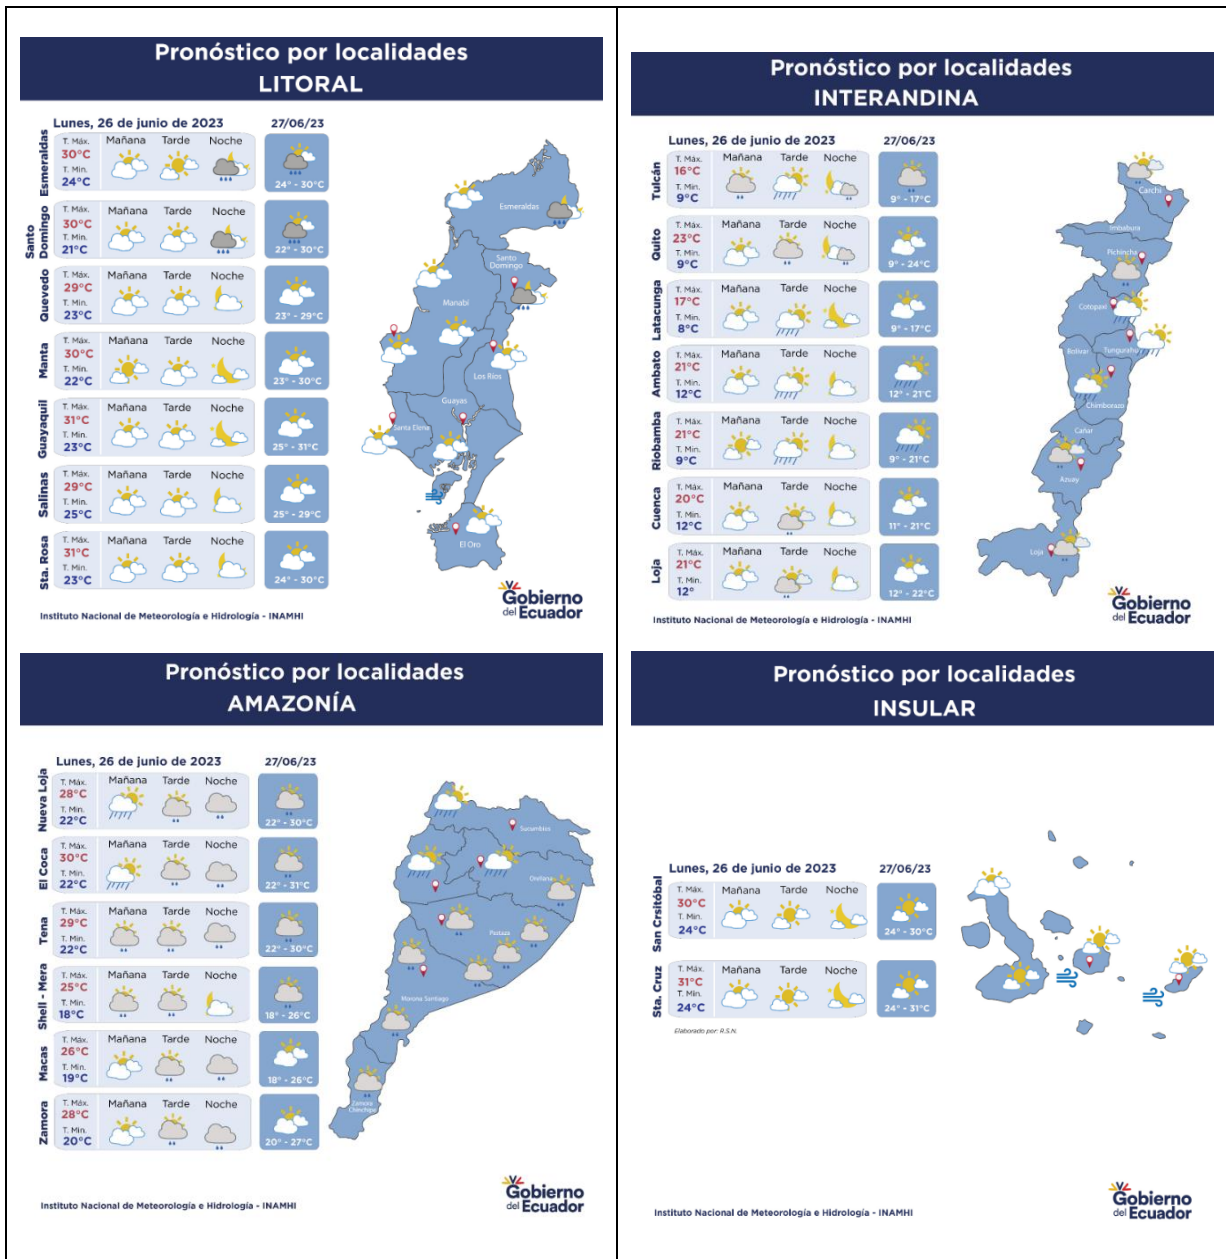 Pronóstico por localidades
LITORAL
Lunes, 26 de junio de 2023
27/06/23
Esmeraldas
T. Máx.
30°C
T. Min.
24°C
Mañana
Tarde
Noche
24° - 30°C
Santo
Domingo
T. Máx.
30°C
T. Min.
21°C
Mañana
Tarde
Noche
22° - 30°C
Quevedo
T. Máx.
29°C
T. Min.
23°C
Mañana
Tarde
Noche
23° - 29°C
Manta
T. Máx.
30°C
T. Min.
22°C
Mañana
Tarde
Noche
23° - 30°C
Guayaquil
T. Máx.
31°C
T. Min.
23°C
Mañana
Tarde
Noche
25° - 31°C
Salinas
T. Máx.
29°C
T. Min.
25°C
Mañana
Tarde
Noche
25° - 29°C
Sta. Rosa
T. Máx.
31°C
T. Min.
23°C
Mañana
Tarde
Noche
24° - 30°C
Esmeraldas
Santo
Domingo
Manabí
Los Ríos
Guayas
Santa Elena
El Oro
Instituto Nacional de Meteorología e Hidrología - INAMHI
Gobierno
del Ecuador
Pronóstico por localidades
INTERANDINA
Lunes, 26 de junio de 2023
27/06/23
Tulcán
T. Máx.
16°C
T. Min.
9°C
Mañana
Tarde
Noche
9° - 17°C
Quito
T. Máx.
23°C
T. Min.
9°C
Mañana
Tarde
Noche
9° - 24°C
Latacunga
T. Máx.
17°C
T. Min.
8°C
Mañana
Tarde
Noche
9° - 17°C
Ambato
T. Máx.
21°C
T. Min.
12°C
Mañana
Tarde
Noche
12° - 21°C
Riobamba
T. Máx.
21°C
T. Min.
9°C
Mañana
Tarde
Noche
9° - 21°C
Cuenca
T. Máx.
20°C
T. Min.
12°C
Mañana
Tarde
Noche
11° - 21°C
Loja
T. Máx.
21°C
T. Min.
12°
Mañana
Tarde
Noche
12° - 22°C
Carchi
Imbabura
Pichincha
Cotopaxi
Bolívar
Tungurahua
Chimborazo
Cañar
Azuay
Loja
Instituto Nacional de Meteorología e Hidrología - INAMHI
Gobierno
del Ecuador
Pronóstico por localidades
AMAZONÍA
Lunes, 26 de junio de 2023
27/06/23
Nueva Loja
T. Máx.
28°C
T. Min.
22°C
Mañana
Tarde
Noche
22° - 30°C
El Coca
T. Máx.
30°C
T. Min.
22°C
Mañana
Tarde
Noche
22° - 31°C
Tena
T. Máx.
29°C
T. Min.
22°C
Mañana
Tarde
Noche
22° - 30°C
Shell - Mera
T. Máx.
25°C
T. Min.
18°C
Mañana
Tarde
Noche
18° - 26°C
Macas
T. Máx.
26°C
T. Min.
19°C
Mañana
Tarde
Noche
18° - 26°C
Zamora
T. Máx.
28°C
T. Min.
20°C
Mañana
Tarde
Noche
20° - 27°C
Sucumbíos
Orellana
Pastaza
Morona Santiago
Zamora
Chinchipe
Instituto Nacional de Meteorología e Hidrología - INAMHI
Gobierno
del Ecuador
Pronóstico por localidades
INSULAR
Lunes, 26 de junio de 2023
27/06/23
San Crsitóbal
T. Máx.
30°C
T. Min.
24°C
Mañana
Tarde
Noche
24° - 30°C
Sta. Cruz
T. Máx.
31°C
T. Min.
24°C
Mañana
Tarde
Noche
24° - 31°C
Elaborado por: R.S.N.
Instituto Nacional de Meteorología e Hidrología - INAMHI
Gobierno
del Ecuador